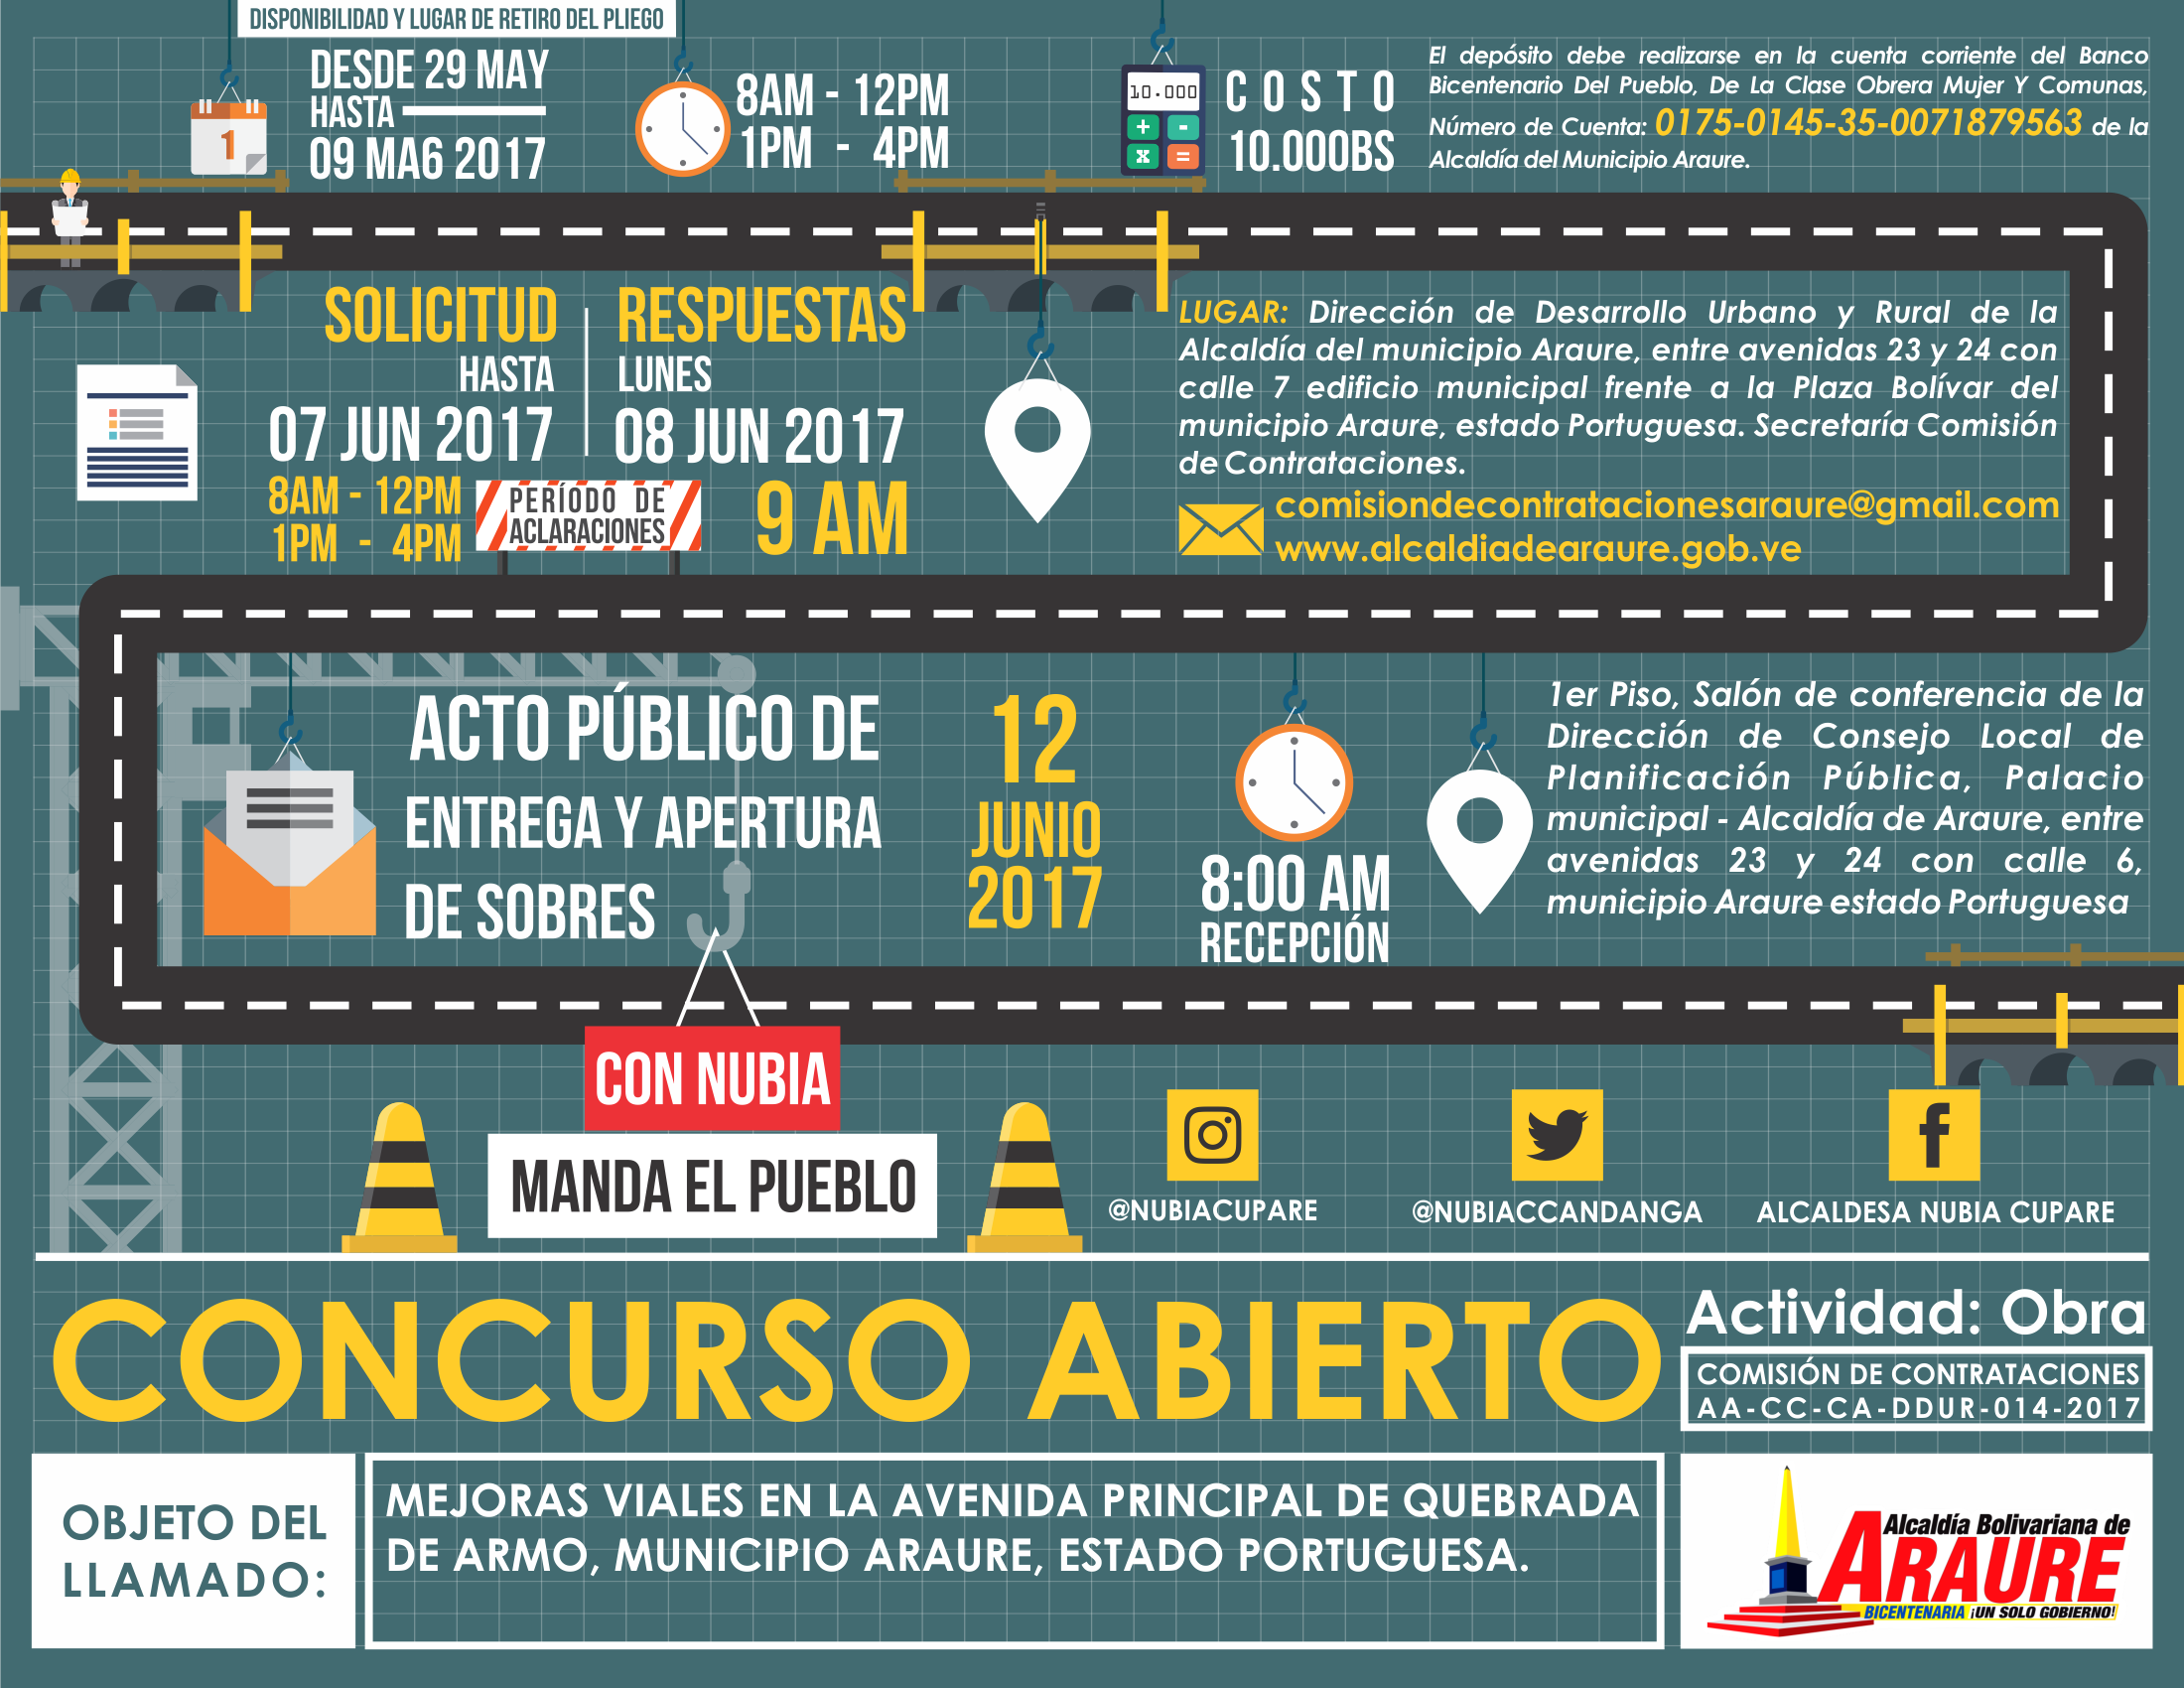 DISPONIBILIDAD Y LUGAR DE RETIRO DEL PLIEGO
1
DESDE 29 MAY
HASTA
09 MA6 2017
8AM - 12PM
1PM - 4PM
10.000
+ -
x =
COSTO
10.000BS
El depósito debe realizarse en la cuenta corriente del Banco
Bicentenario Del Pueblo, De La Clase Obrera Mujer Y Comunas,
Número de Cuenta: 0175-0145-35-0071879563 de la
Alcaldía del Municipio Araure.
SOLICITUD
HASTA
07 JUN 2017
8AM - 12PM
1PM - 4PM
PERÍODO DE
ACLARACIONES
RESPUESTAS
LUNES
08 JUN 2017
9 AM
LUGAR: Dirección de Desarrollo Urbano y Rural de la
Alcaldía del municipio Araure, entre avenidas 23 y 24 con
calle 7 edificio municipal frente a la Plaza Bolívar del
municipio Araure, estado Portuguesa. Secretaría Comisión
de Contrataciones.
comisiondecontratacionesaraure@gmail.com
www.alcaldiadearaure.gob.ve
ACTO PÚBLICO DE
ENTREGA Y APERTURA
DE SOBRES
12
JUNIO
2017
8:00 AM
RECEPCIÓN
1er Piso, Salón de conferencia de la
Dirección de Consejo Local de
Planificación Pública, Palacio
municipal - Alcaldía de Araure, entre
avenidas 23 y 24 con calle 6,
municipio Araure estado Portuguesa
CON NUBIA
MANDA EL PUEBLO
@NUBIACUPARE
@NUBIACCANDANGA
ALCALDESA NUBIA CUPARE
CONCURSO ABIERTO
Actividad: Obra
COMISIÓN DE CONTRATACIONES
AA-CC-CA-DDUR-014-2017
OBJETO DEL
LLAMADO:
MEJORAS VIALES EN LA AVENIDA PRINCIPAL DE QUEBRADA
DE ARMO, MUNICIPIO ARAURE, ESTADO PORTUGUESA.
Alcaldía Bolivariana de
ARAURE
BICENTENARIA ¡UN SOLO GOBIERNO!